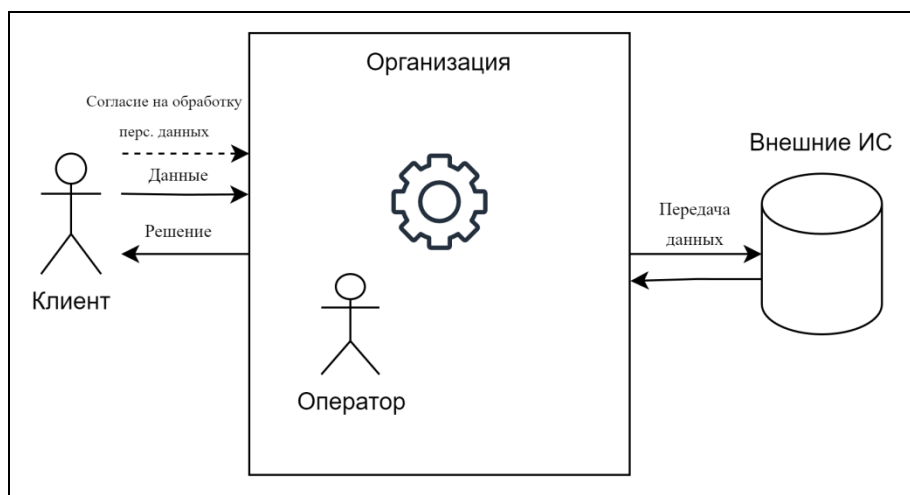 Организация
Согласие на обработку
перс. данных
Данные
Решение
Клиент
Оператор
Передача
данных
Внешние ИС